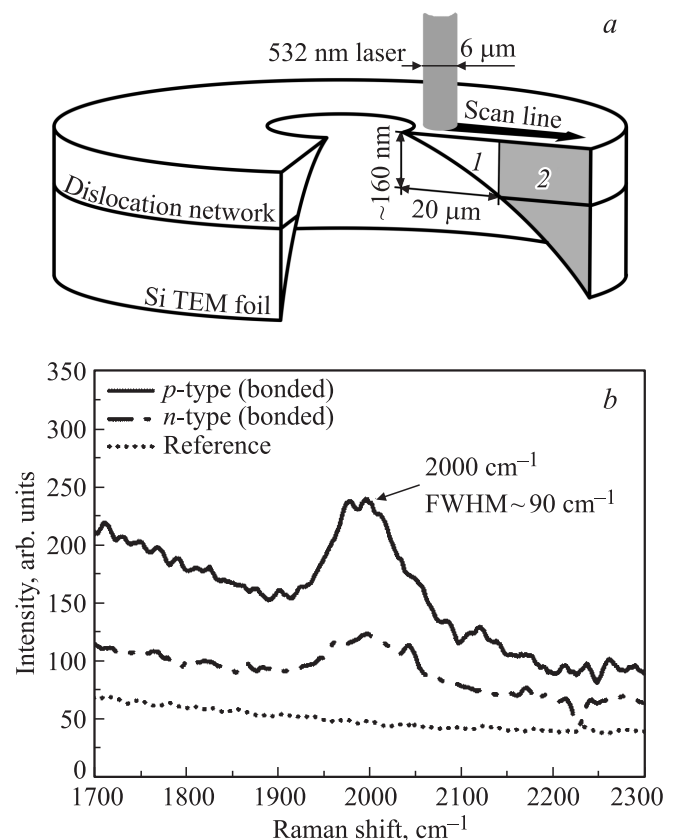 a
532 nm laser
6 μm
Scan line
1
2
~160 nm
20 μm
Dislocation network
Si TEM foil
b
350
300
250
200
150
100
50
0
Intensity, arb. units
p-type (bonded)
n-type (bonded)
Reference
2000 cm⁻¹
FWHM ~ 90 cm⁻¹
1700 1800 1900 2000 2100 2200 2300
Raman shift, cm⁻¹